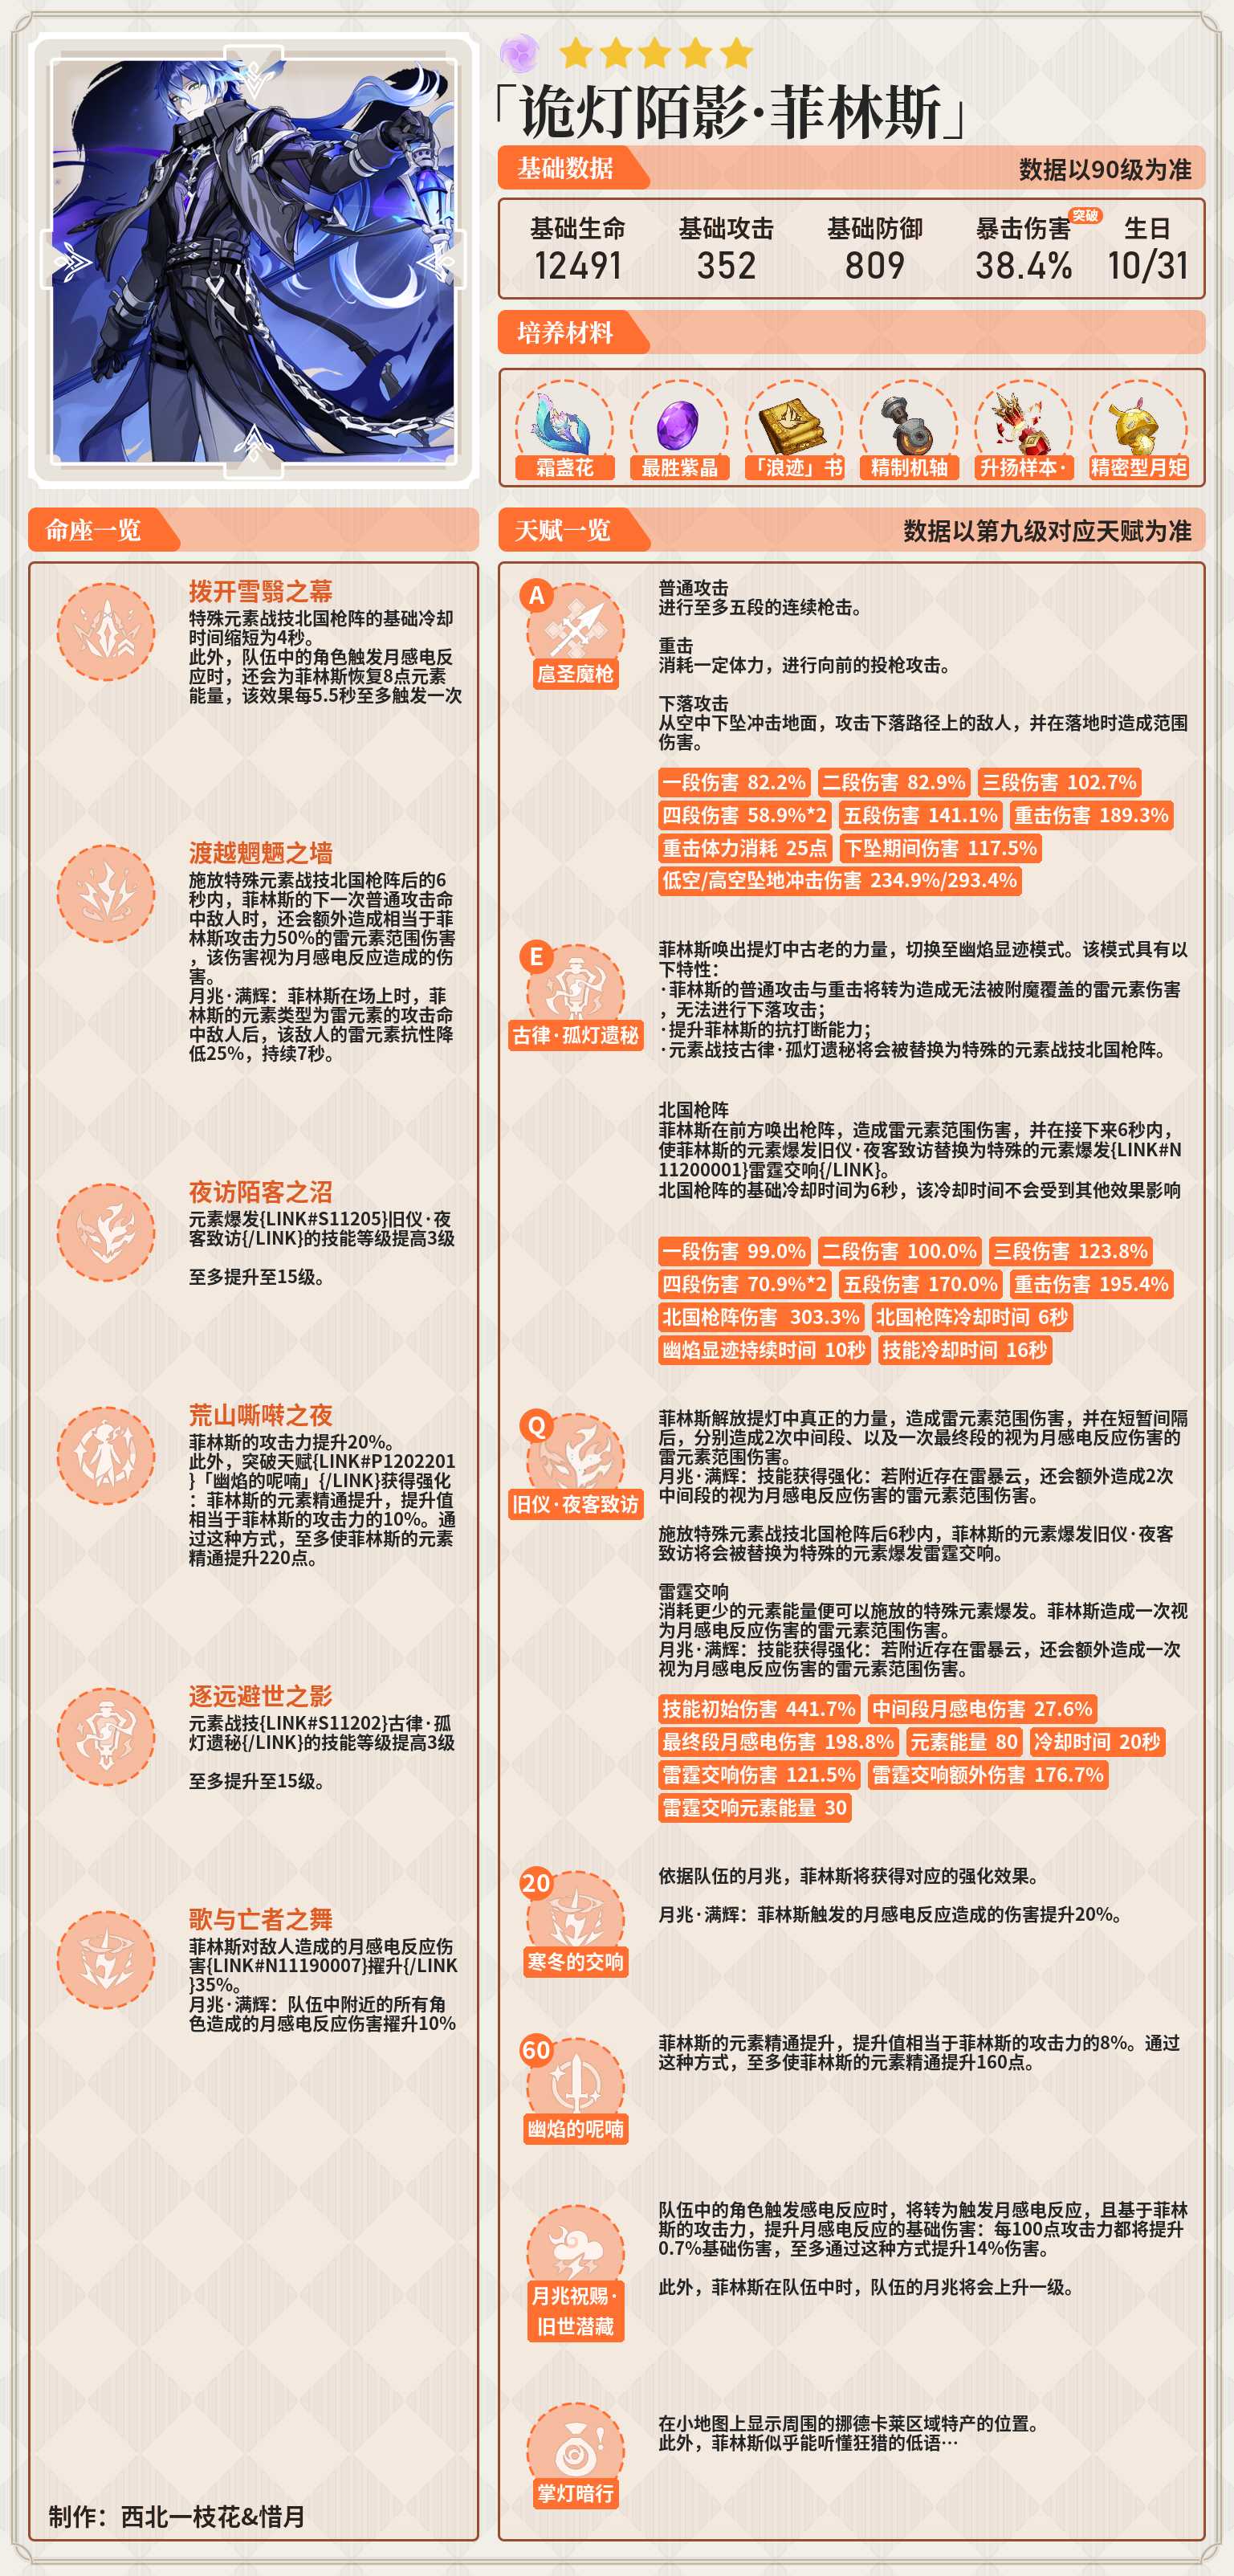 「诡灯陌影·菲林斯」
基础数据
数据以90级为准
基础生命
基础攻击
基础防御
暴击伤害
突破
生日
12491
352
809
38.4%
10/31
培养材料
霜盏花
最胜紫晶
「浪迹」书
精制机轴
升扬样本·
精密型月矩
命座一览
拨开雪翳之幕
特殊元素战技北国枪阵的基础冷却
时间缩短为4秒。
此外，队伍中的角色触发月感电反
应时，还会为菲林斯恢复8点元素
能量，该效果每5.5秒至多触发一次
渡越魍魉之墙
施放特殊元素战技北国枪阵后的6
秒内，菲林斯的下一次普通攻击命
中敌人时，还会额外造成相当于菲
林斯攻击力50%的雷元素范围伤害
，该伤害视为月感电反应造成的伤
害。
月兆·满辉：菲林斯在场上时，菲
林斯的元素类型为雷元素的攻击命
中敌人后，该敌人的雷元素抗性降
低25%，持续7秒。
夜访陌客之沼
元素爆发{LINK#S11205}旧仪·夜
客致访{/LINK}的技能等级提高3级
至多提升至15级。
荒山嘶啭之夜
菲林斯的攻击力提升20%。
此外，突破天赋{LINK#P1202201
}「幽焰的呢喃」{/LINK}获得强化
：菲林斯的元素精通提升，提升值
相当于菲林斯的攻击力的10%。通
过这种方式，至多使菲林斯的元素
精通提升220点。
逐远避世之影
元素战技{LINK#S11202}古律·孤
灯遗秘{/LINK}的技能等级提高3级
至多提升至15级。
歌与亡者之舞
菲林斯对敌人造成的月感电反应伤
害{LINK#N11190007}擢升{/LINK
}35%。
月兆·满辉：队伍中附近的所有角
色造成的月感电反应伤害擢升10%
制作：西北一枝花&惜月
天赋一览
数据以第九级对应天赋为准
A
扈圣魔枪
普通攻击
进行至多五段的连续枪击。
重击
消耗一定体力，进行向前的投枪攻击。
下落攻击
从空中下坠冲击地面，攻击下落路径上的敌人，并在落地时造成范围
伤害。
一段伤害 82.2% 二段伤害 82.9% 三段伤害 102.7%
四段伤害 58.9%*2 五段伤害 141.1% 重击伤害 189.3%
重击体力消耗 25点 下坠期间伤害 117.5%
低空/高空坠地冲击伤害 234.9%/293.4%
E
古律·孤灯遗秘
菲林斯唤出提灯中古老的力量，切换至幽焰显迹模式。该模式具有以
下特性：
·菲林斯的普通攻击与重击将转为造成无法被附魔覆盖的雷元素伤害
，无法进行下落攻击；
·提升菲林斯的抗打断能力；
·元素战技古律·孤灯遗秘将会被替换为特殊的元素战技北国枪阵。
北国枪阵
菲林斯在前方唤出枪阵，造成雷元素范围伤害，并在接下来6秒内，
使菲林斯的元素爆发旧仪·夜客致访替换为特殊的元素爆发{LINK#N
11200001}雷霆交响{/LINK}。
北国枪阵的基础冷却时间为6秒，该冷却时间不会受到其他效果影响
一段伤害 99.0% 二段伤害 100.0% 三段伤害 123.8%
四段伤害 70.9%*2 五段伤害 170.0% 重击伤害 195.4%
北国枪阵伤害 303.3% 北国枪阵冷却时间 6秒
幽焰显迹持续时间 10秒 技能冷却时间 16秒
Q
旧仪·夜客致访
菲林斯解放提灯中真正的力量，造成雷元素范围伤害，并在短暂间隔
后，分别造成2次中间段、以及一次最终段的视为月感电反应伤害的
雷元素范围伤害。
月兆·满辉：技能获得强化：若附近存在雷暴云，还会额外造成2次
中间段的视为月感电反应伤害的雷元素范围伤害。
施放特殊元素战技北国枪阵后6秒内，菲林斯的元素爆发旧仪·夜客
致访将会被替换为特殊的元素爆发雷霆交响。
雷霆交响
消耗更少的元素能量便可以施放的特殊元素爆发。菲林斯造成一次视
为月感电反应伤害的雷元素范围伤害。
月兆·满辉：技能获得强化：若附近存在雷暴云，还会额外造成一次
视为月感电反应伤害的雷元素范围伤害。
技能初始伤害 441.7% 中间段月感电伤害 27.6%
最终段月感电伤害 198.8% 元素能量 80 冷却时间 20秒
雷霆交响伤害 121.5% 雷霆交响额外伤害 176.7%
雷霆交响元素能量 30
20
寒冬的交响
依据队伍的月兆，菲林斯将获得对应的强化效果。
月兆·满辉：菲林斯触发的月感电反应造成的伤害提升20%。
60
幽焰的呢喃
菲林斯的元素精通提升，提升值相当于菲林斯的攻击力的8%。通过
这种方式，至多使菲林斯的元素精通提升160点。
月兆祝赐·
旧世潜藏
队伍中的角色触发感电反应时，将转为触发月感电反应，且基于菲林
斯的攻击力，提升月感电反应的基础伤害：每100点攻击力都将提升
0.7%基础伤害，至多通过这种方式提升14%伤害。
此外，菲林斯在队伍中时，队伍的月兆将会上升一级。
掌灯暗行
在小地图上显示周围的挪德卡莱区域特产的位置。
此外，菲林斯似乎能听懂狂猎的低语…